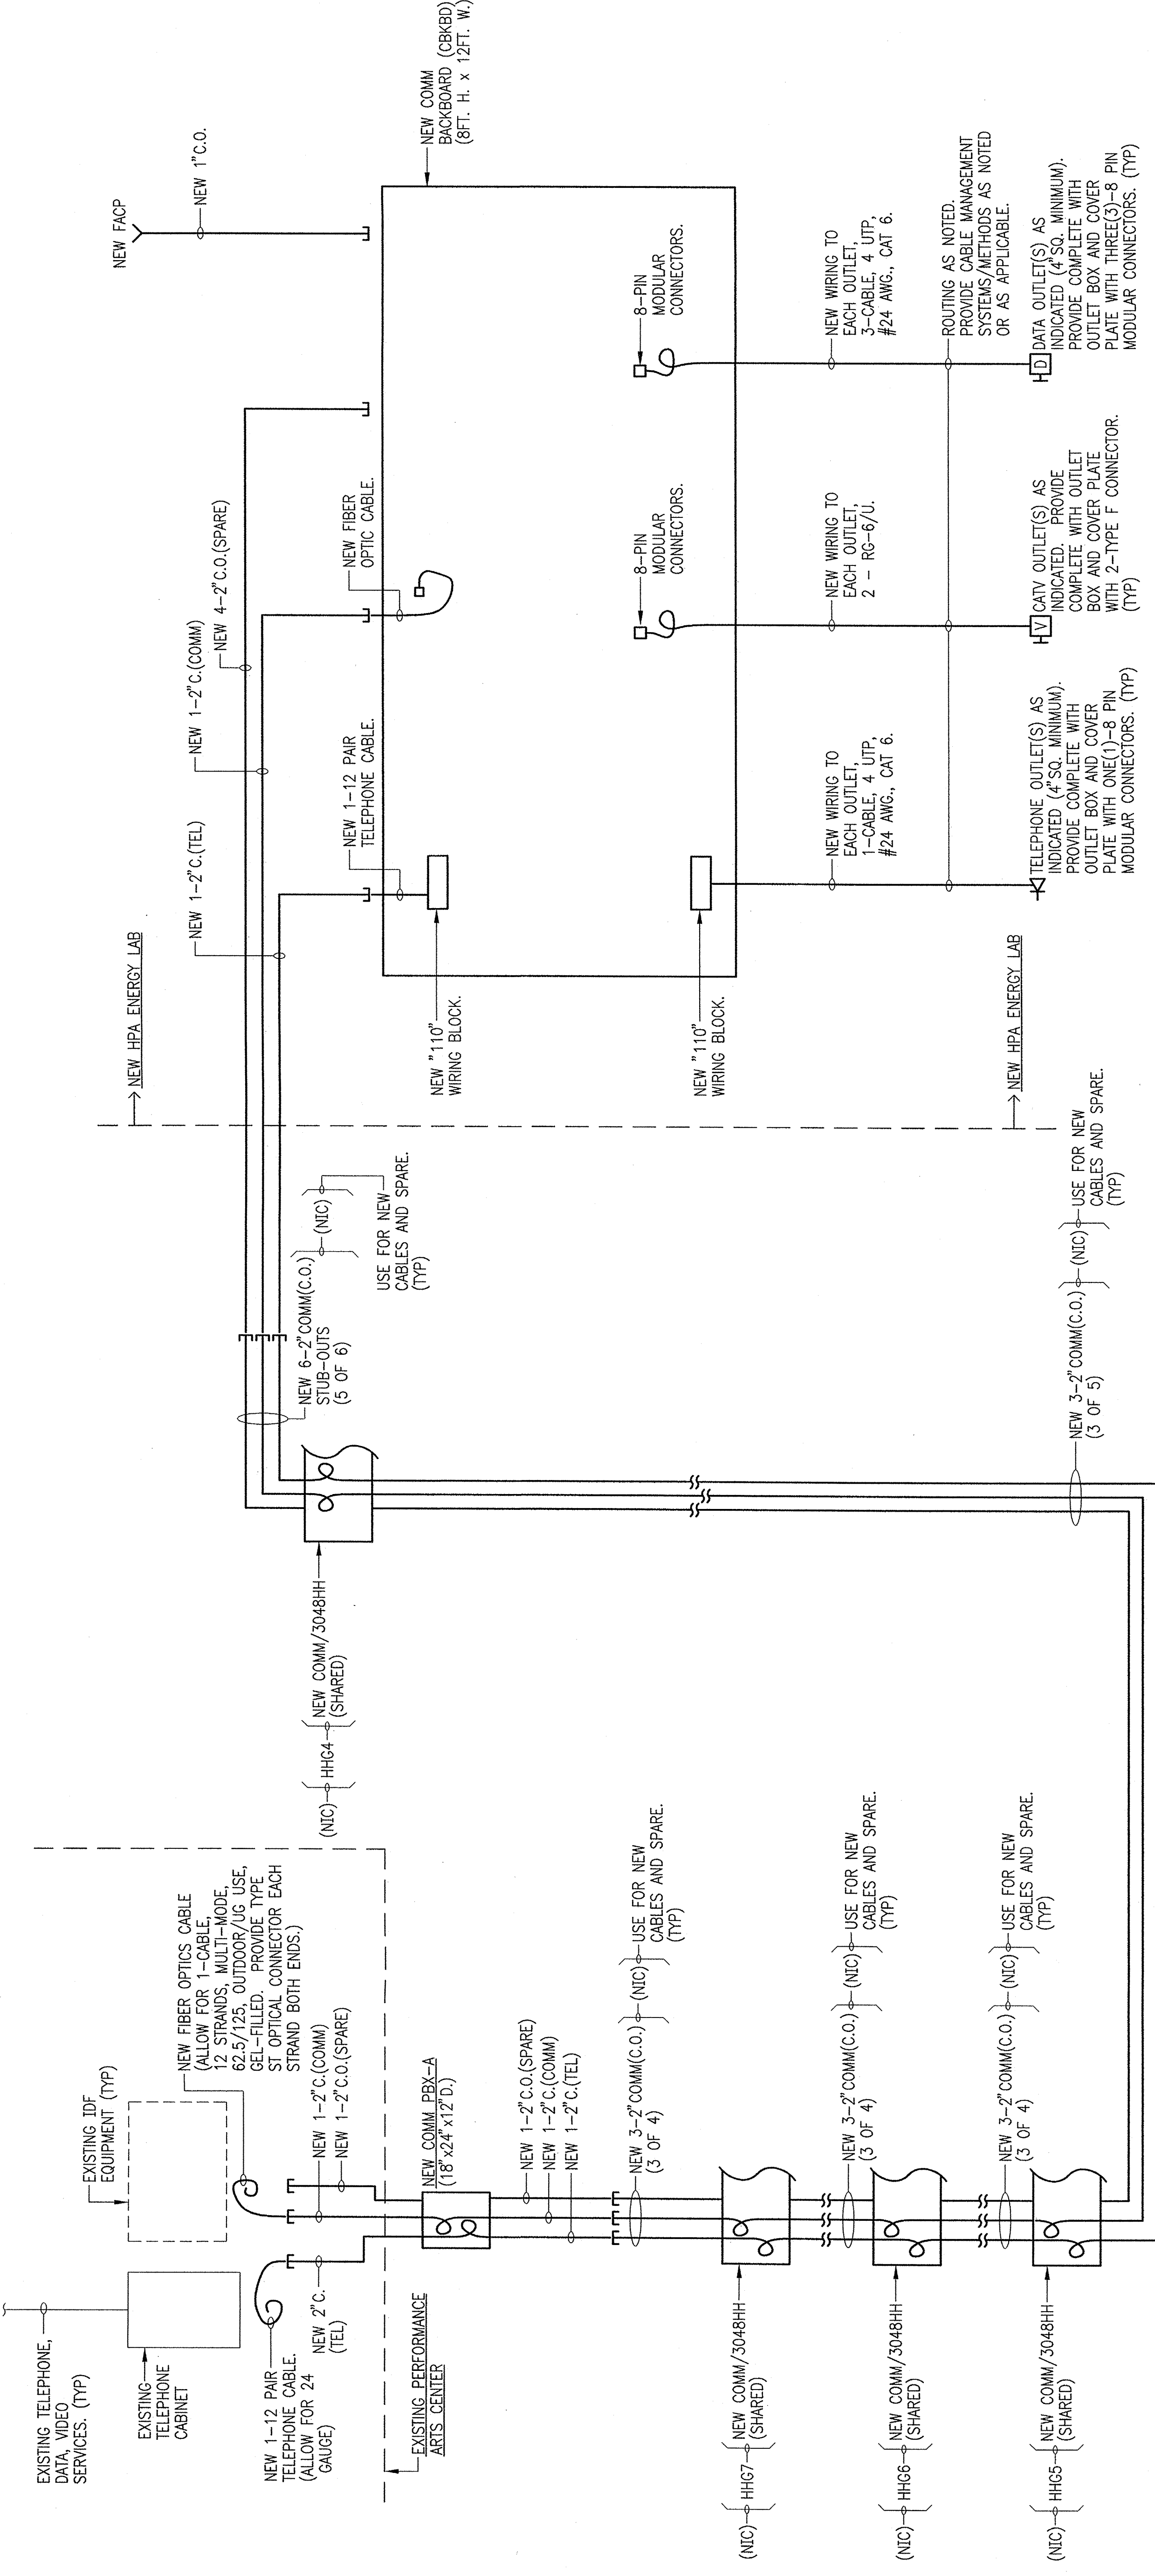 EXISTING TELEPHONE,
DATA, VIDEO
SERVICES. (TYP)
EXISTING
TELEPHONE
CABINET
EXISTING IDF
EQUIPMENT (TYP)
NEW FIBER OPTICS CABLE
(ALLOW FOR 1-CABLE,
12 STRANDS, MULTI-MODE,
62.5/125, OUTDOOR/UG USE,
GEL-FILLED. PROVIDE TYPE
ST OPTICAL CONNECTOR EACH
STRAND BOTH ENDS.)
NEW 1-12 PAIR
TELEPHONE CABLE.
(ALLOW FOR 24
GAUGE)
NEW 2"C.
(TEL)
NEW 1-2"C.(COMM)
NEW 1-2"C.O.(SPARE)
EXISTING PERFORMANCE
ARTS CENTER
NEW COMM PBX-A
(18"x24"x12"D.)
NEW 1-2"C.O.(SPARE)
NEW 1-2"C.(COMM)
NEW 1-2"C.(TEL)
NEW 3-2"COMM(C.O.)
(3 OF 4)
(NIC)
USE FOR NEW
CABLES AND SPARE.
(TYP)
(NIC)
HHG7
NEW COMM/3048HH
(SHARED)
NEW 3-2"COMM(C.O.)
(3 OF 4)
(NIC)
USE FOR NEW
CABLES AND SPARE.
(TYP)
(NIC)
HHG6
NEW COMM/3048HH
(SHARED)
NEW 3-2"COMM(C.O.)
(3 OF 4)
(NIC)
USE FOR NEW
CABLES AND SPARE.
(TYP)
(NIC)
HHG5
NEW COMM/3048HH
(SHARED)
(NIC)
HHG4
NEW COMM/3048HH
(SHARED)
NEW 6-2"COMM(C.O.)
STUB-OUTS
(5 OF 6)
(NIC)
USE FOR NEW
CABLES AND SPARE.
(TYP)
NEW 3-2"COMM(C.O.)
(3 OF 5)
(NIC)
USE FOR NEW
CABLES AND SPARE.
(TYP)
NEW HPA ENERGY LAB
NEW HPA ENERGY LAB
NEW 1-2"C.(TEL)
NEW 1-2"C.(COMM)
NEW 4-2"C.O.(SPARE)
NEW FACP
NEW 1"C.O.
NEW COMM
BACKBOARD (CBKBD)
(8FT. H. x 12FT. W.)
NEW 1-12 PAIR
TELEPHONE CABLE.
NEW FIBER
OPTIC CABLE.
NEW "110"
WIRING BLOCK.
NEW "110"
WIRING BLOCK.
8-PIN
MODULAR
CONNECTORS.
8-PIN
MODULAR
CONNECTORS.
NEW WIRING TO
EACH OUTLET,
1-CABLE, 4 UTP,
#24 AWG., CAT 6.
NEW WIRING TO
EACH OUTLET,
2 - RG-6/U.
NEW WIRING TO
EACH OUTLET,
3-CABLE, 4 UTP,
#24 AWG., CAT 6.
ROUTING AS NOTED.
PROVIDE CABLE MANAGEMENT
SYSTEMS/METHODS AS NOTED
OR AS APPLICABLE.
TELEPHONE OUTLET(S) AS
INDICATED (4"SQ. MINIMUM).
PROVIDE COMPLETE WITH
OUTLET BOX AND COVER
PLATE WITH ONE(1)-8 PIN
MODULAR CONNECTORS. (TYP)
V
CATV OUTLET(S) AS
INDICATED. PROVIDE
COMPLETE WITH OUTLET
BOX AND COVER PLATE
WITH 2-TYPE F CONNECTOR.
(TYP)
D
DATA OUTLET(S) AS
INDICATED (4"SQ. MINIMUM).
PROVIDE COMPLETE WITH
OUTLET BOX AND COVER
PLATE WITH THREE(3)-8 PIN
MODULAR CONNECTORS. (TYP)